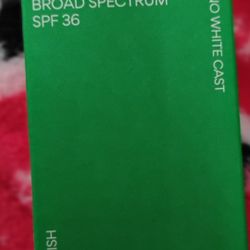 BROAD SPECTRUM
SPF 36
NO WHITE CAST